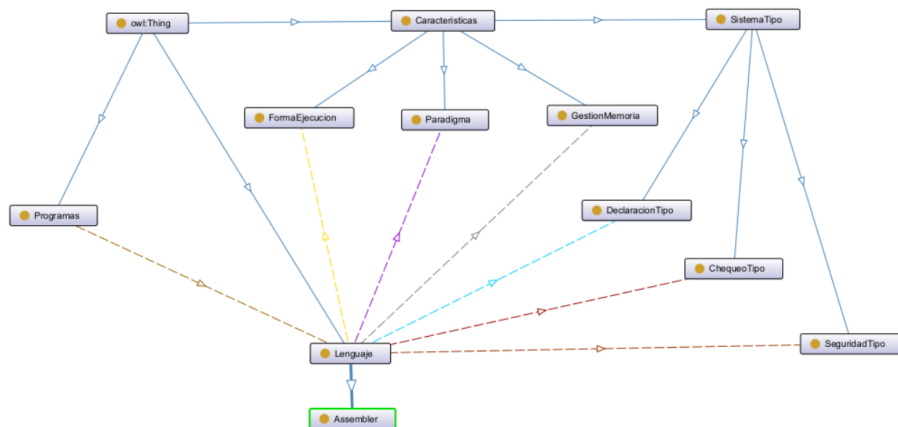 owl:Thing
Caracteristicas
SistemaTipo
FormaEjecucion
Paradigma
GestionMemoria
Programas
DeclaracionTipo
ChequeoTipo
Lenguaje
SeguridadTipo
Assembler